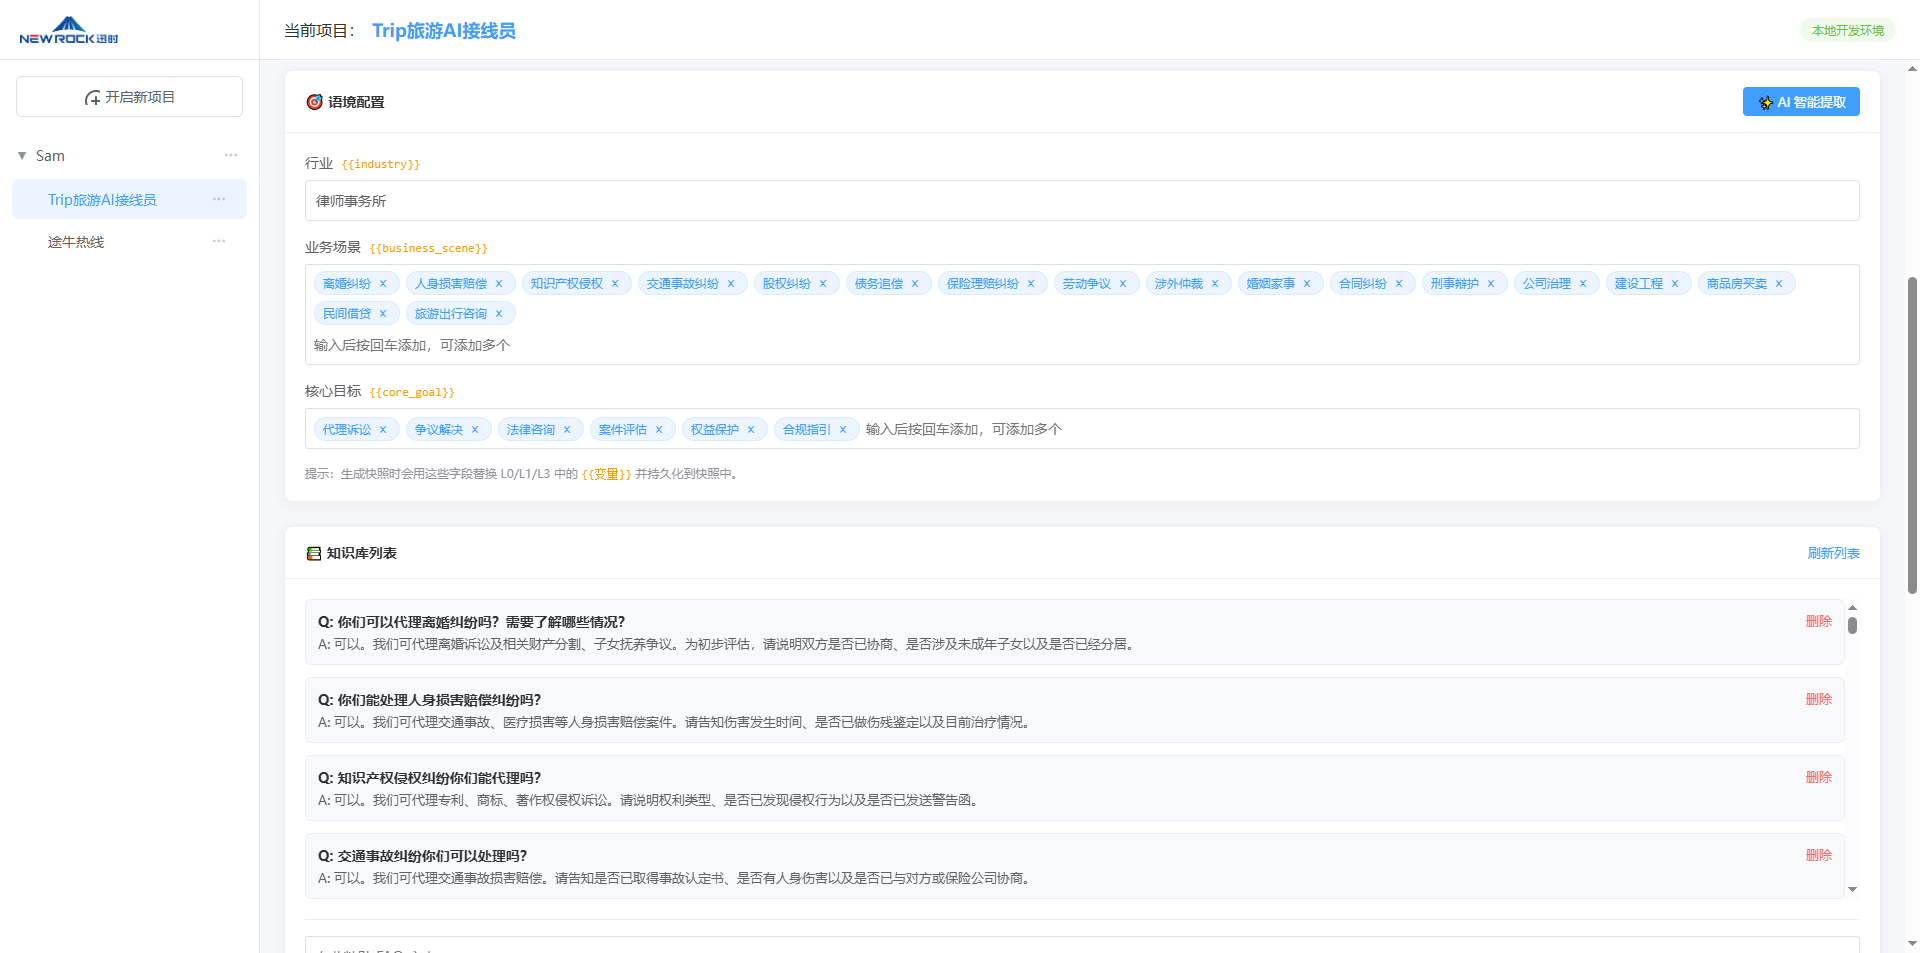 NEWROCK迅时
当前项目： Trip旅游AI接线员
本地开发环境
开启新项目
Sam
Trip旅游AI接线员
途牛热线
语境配置
AI 智能提取
行业 {{industry}}
律师事务所
业务场景 {{business_scene}}
离婚纠纷 × 人身损害赔偿 × 知识产权侵权 × 交通事故纠纷 × 股权纠纷 × 债务追偿 × 保险理赔纠纷 × 劳动争议 × 涉外仲裁 × 婚姻家事 × 合同纠纷 × 刑事辩护 × 公司治理 × 建设工程 × 商品房买卖 ×
民间借贷 × 旅游出行咨询 ×
输入后按回车添加，可添加多个
核心目标 {{core_goal}}
代理诉讼 × 争议解决 × 法律咨询 × 案件评估 × 权益保护 × 合规指引 × 输入后按回车添加，可添加多个
提示：生成快照时会用这些字段替换 L0/L1/L3 中的 {{变量}} 并持久化到快照中。
知识库列表
刷新列表
Q: 你们可以代理离婚纠纷吗？需要了解哪些情况？
删除
A: 可以。我们可代理离婚诉讼及相关财产分割、子女抚养争议。为初步评估，请说明双方是否已协商、是否涉及未成年子女以及是否已经分居。
Q: 你们能处理人身损害赔偿纠纷吗？
删除
A: 可以。我们可代理交通事故、医疗损害等人身损害赔偿案件。请告知伤害发生时间、是否已做伤残鉴定以及目前治疗情况。
Q: 知识产权侵权纠纷你们能代理吗？
删除
A: 可以。我们可代理专利、商标、著作权侵权诉讼。请说明权利类型、是否已发现侵权行为以及是否已发送警告函。
Q: 交通事故纠纷你们可以处理吗？
删除
A: 可以。我们可代理交通事故损害赔偿。请告知是否已取得事故认定书、是否有人身伤害以及是否已与对方或保险公司协商。